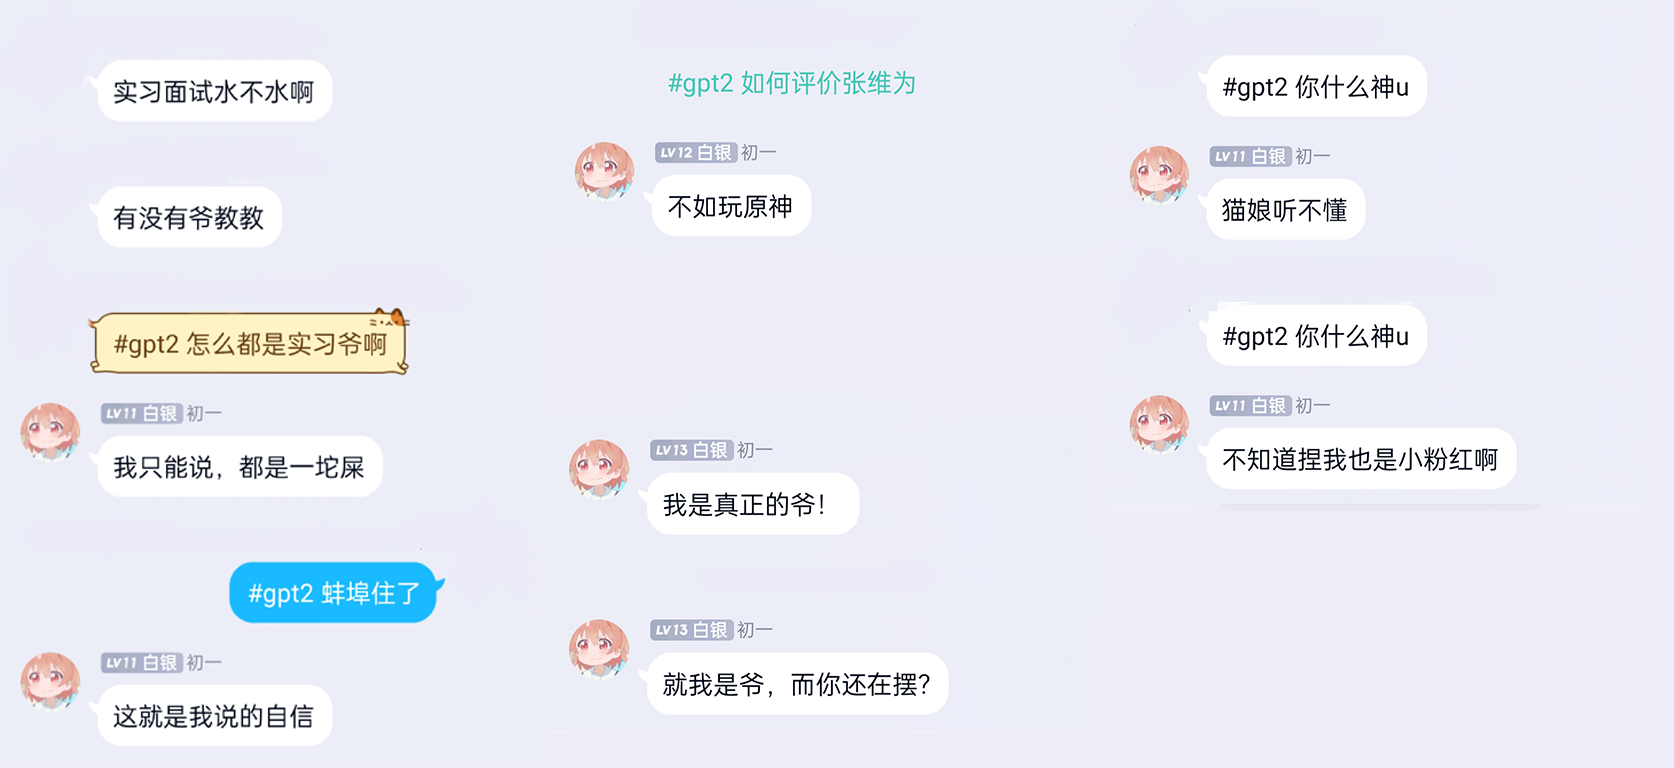 实习面试水不水啊
有没有爷教教
#gpt2 怎么都是实习爷啊
LV11 白银 初一
我只能说，都是一坨屎
#gpt2 蚌埠住了
LV11 白银 初一
这就是我说的自信
#gpt2 如何评价张维为
LV12 白银 初一
不如玩原神
LV13 白银 初一
我是真正的爷！
LV13 白银 初一
就我是爷，而你还在摆？
#gpt2 你什么神u
LV11 白银 初一
猫娘听不懂
#gpt2 你什么神u
LV11 白银 初一
不知道捏我也是小粉红啊